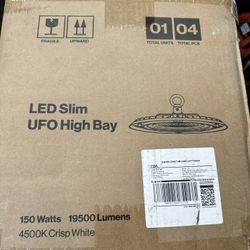 01 04
FRAGILE UPWARD TOTAL UNITS TOTAL PCS
LED Slim
UFO High Bay
150 Watts 19500 Lumens
4500K Crisp White